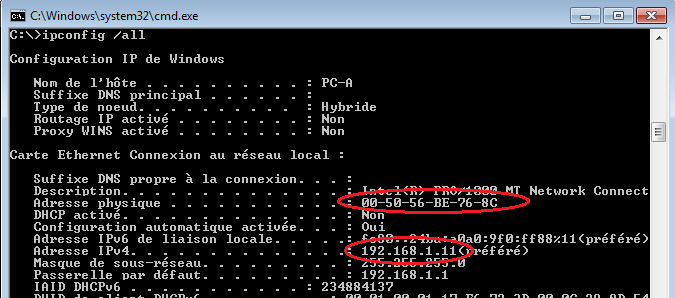 C:\Windows\system32\cmd.exe
C:\>ipconfig /all
Configuration IP de Windows
Nom de l'hôte . . . . . . . . . . : PC-A
Suffixe DNS principal . . . . . . :
Type de noeud. . . . . . . . . . : Hybride
Routage IP activé . . . . . . . . : Non
Proxy WINS activé . . . . . . . . : Non
Carte Ethernet Connexion au réseau local :
Suffixe DNS propre à la connexion. . . :
Description. . . . . . . . . . . . . . : Intel(R) PRO/1000 MT Network Connect
Adresse physique . . . . . . . . . . . : 00-50-56-BE-76-8C
DHCP activé. . . . . . . . . . . . . . : Non
Configuration automatique activée. . . : Oui
Adresse IPv6 de liaison locale. . . . .: a0a0:9f0:ff88%11(préféré)
Adresse IPv4. . . . . . . . . . . . . .: 192.168.1.11(préféré)
Masque de sous-réseau. . . . . . . . . : 255.255.255.0
Passerelle par défaut. . . . . . . . . : 192.168.1.1
IAID DHCPv6 . . . . . . . . . . . : 234884137